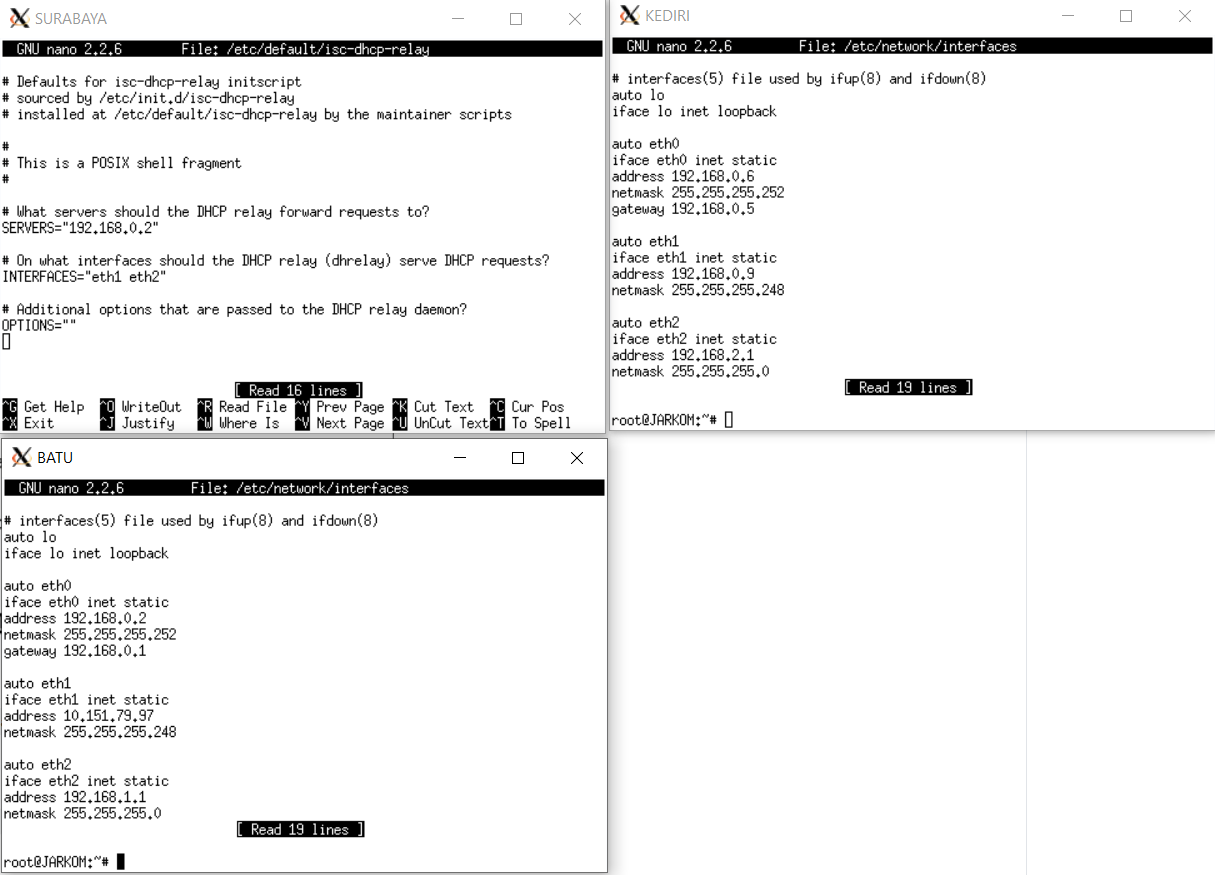 SURABAYA
GNU nano 2.2.6 File: /etc/default/isc-dhcp-relay
# Defaults for isc-dhcp-relay initscript
# sourced by /etc/init.d/isc-dhcp-relay
# installed at /etc/default/isc-dhcp-relay by the maintainer scripts
#
# This is a POSIX shell fragment
#
# What servers should the DHCP relay forward requests to?
SERVERS="192.168.0.2"
# On what interfaces should the DHCP relay (dhrelay) serve DHCP requests?
INTERFACES="eth1 eth2"
# Additional options that are passed to the DHCP relay daemon?
OPTIONS=""
[ Read 16 lines ]
^G Get Help ^O WriteOut ^R Read File ^Y Prev Page ^K Cut Text ^C Cur Pos
^X Exit ^J Justify ^W Where Is ^V Next Page ^U UnCut Text ^T To Spell
KEDIRI
GNU nano 2.2.6 File: /etc/network/interfaces
# interfaces(5) file used by ifup(8) and ifdown(8)
auto lo
iface lo inet loopback
auto eth0
iface eth0 inet static
address 192.168.0.6
netmask 255.255.255.252
gateway 192.168.0.5
auto eth1
iface eth1 inet static
address 192.168.0.9
netmask 255.255.255.248
auto eth2
iface eth2 inet static
address 192.168.2.1
netmask 255.255.255.0
[ Read 19 lines ]
root@JARKOM:~#
BATU
GNU nano 2.2.6 File: /etc/network/interfaces
# interfaces(5) file used by ifup(8) and ifdown(8)
auto lo
iface lo inet loopback
auto eth0
iface eth0 inet static
address 192.168.0.2
netmask 255.255.255.252
gateway 192.168.0.1
auto eth1
iface eth1 inet static
address 10.151.79.97
netmask 255.255.255.248
auto eth2
iface eth2 inet static
address 192.168.1.1
netmask 255.255.255.0
[ Read 19 lines ]
root@JARKOM:~#